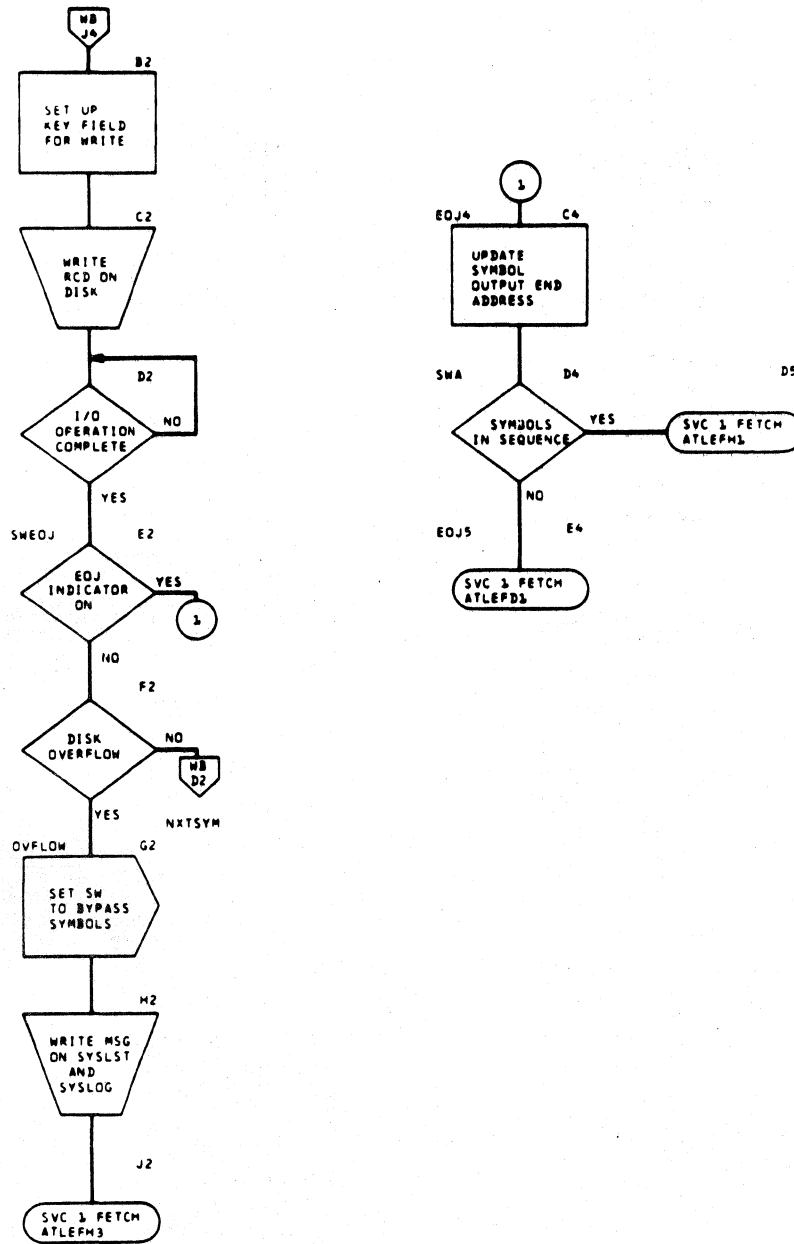 WB
J4
B2
SET UP
KEY FIELD
FOR WRITE
C2
WRITE
RCD ON
DISK
D2
I/O
OPERATION
COMPLETE
NO
YES
SWEOJ
E2
EOJ
INDICATOR
ON
YES
1
NO
F2
DISK
OVERFLOW
NO
WB
D2
NXTSYM
YES
OVFLOW
G2
SET SW
TO BYPASS
SYMBOLS
H2
WRITE MSG
ON SYSLST
AND
SYSLOG
J2
SVC 1 FETCH
ATLEFH3
1
EOJ4
C4
UPDATE
SYMBOL
OUTPUT END
ADDRESS
SWA
D4
D5
SYMBOLS
IN SEQUENCE
YES
SVC 1 FETCH
ATLEFH1
NO
EOJ5
E4
SVC 1 FETCH
ATLEFD1